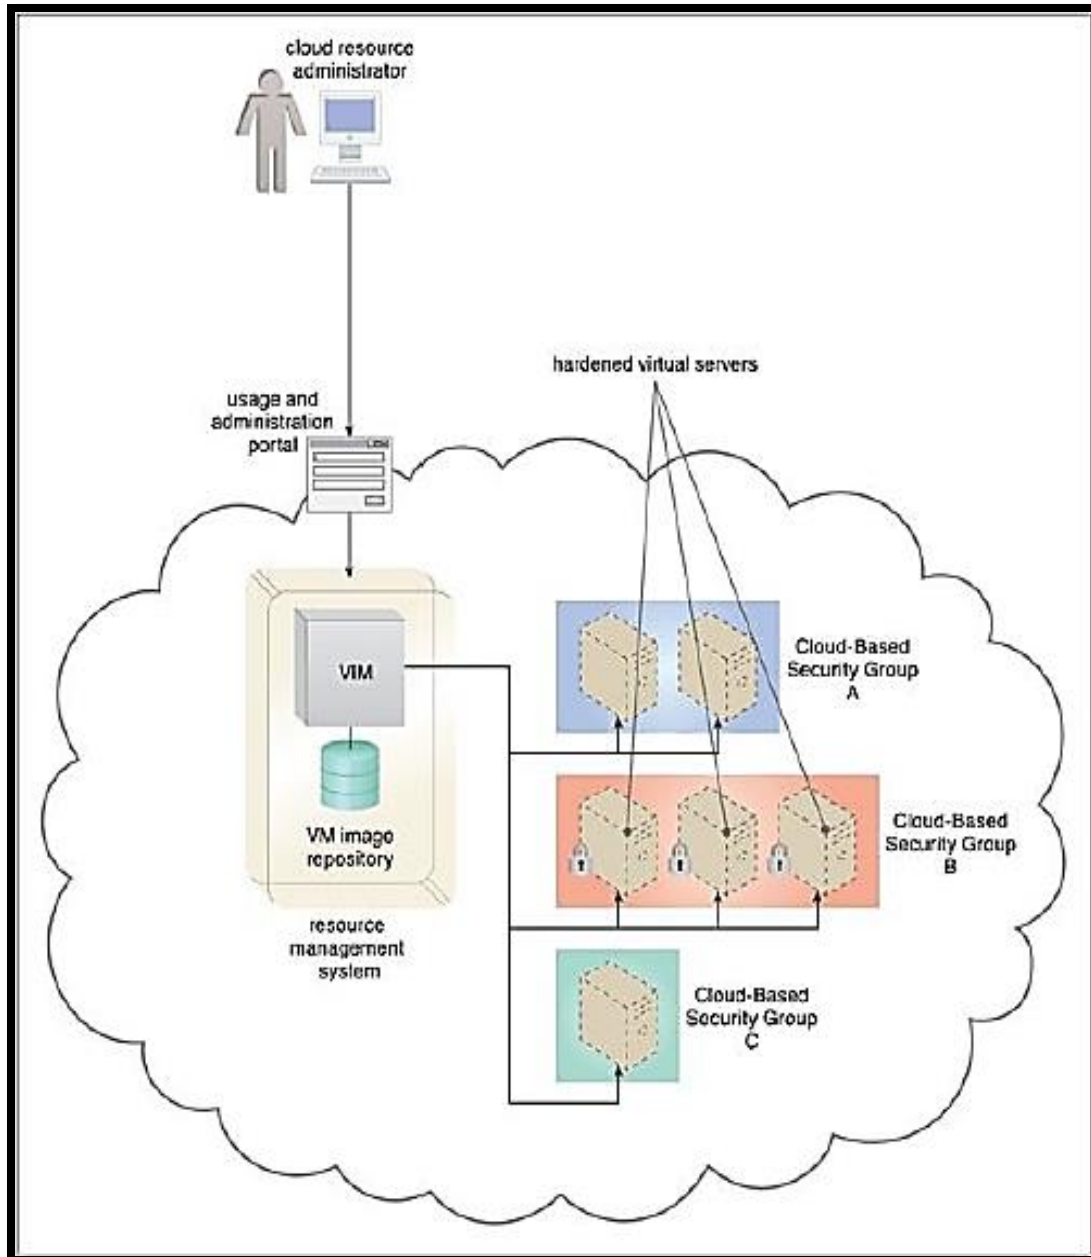 cloud resource
administrator
hardened virtual servers
usage and
administration
portal
VIM
VM image
repository
resource
management
system
Cloud-Based
Security Group
A
Cloud-Based
Security Group
B
Cloud-Based
Security Group
C